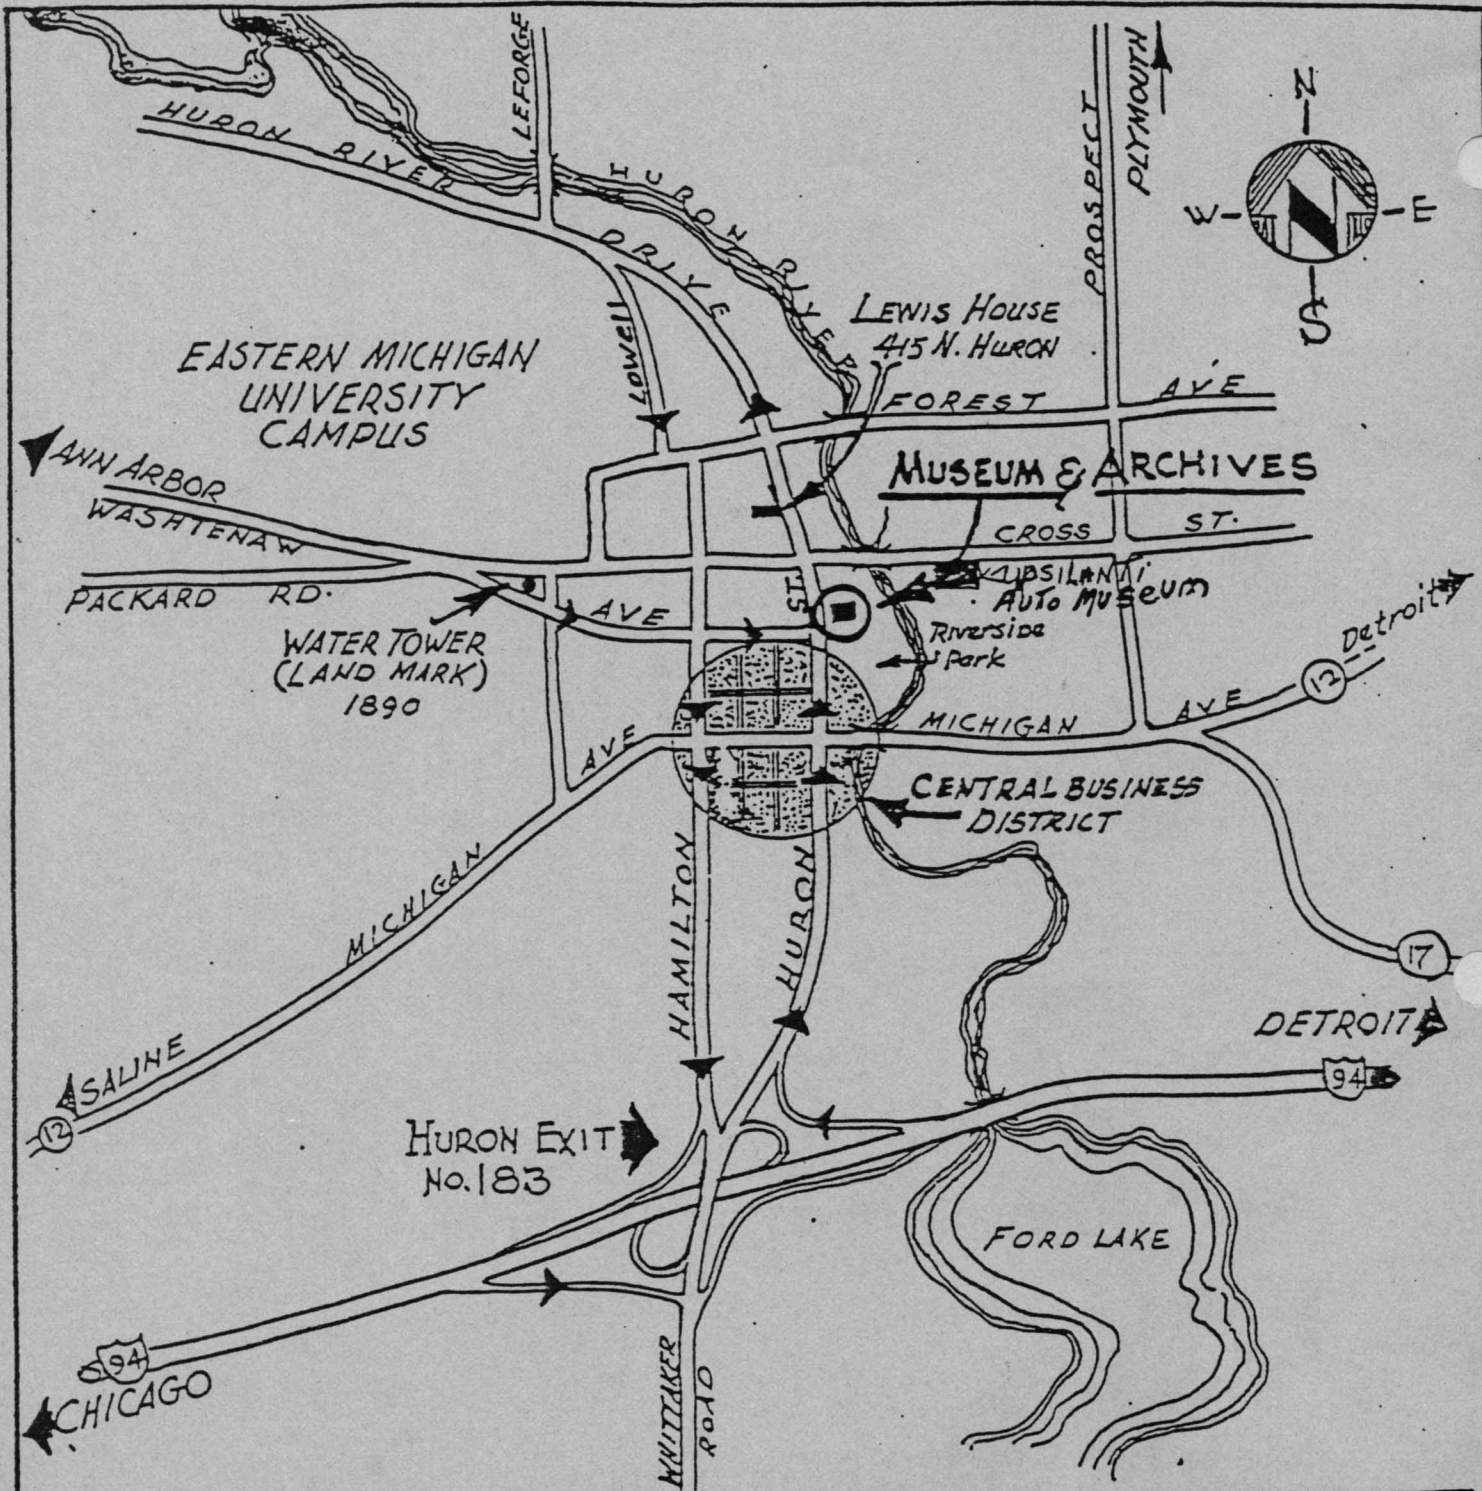 LEFORGE
PROSPECT
PLYMOUTH
N
W
E
S
HURON RIVER DRIVE
ICRON RIVER
LEWIS HOUSE
415 N. HURON
LOWELL
EASTERN MICHIGAN
UNIVERSITY
CAMPUS
FOREST AVE
ANN ARBOR
WASHTENAW AVE
MUSEUM & ARCHIVES
CROSS ST.
PACKARD RD.
STS
YPSILANTI
AUTO MUSEUM
WATER TOWER
(LAND MARK)
1890
Riverside
Park
Detroit
12
MICHIGAN AVE
AVE
CENTRAL BUSINESS
DISTRICT
MICHIGAN
HAMILTON
HURON
17
DETROIT
SALINE
12
94
HURON EXIT
No. 183
FORD LAKE
94
CHICAGO
WHITTAKER
ROAD